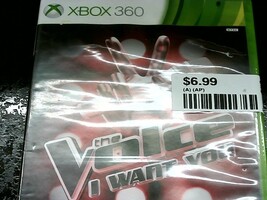 XBOX 360
$6.99
(A) (AP)
THE
VOICE
I WANT YOU